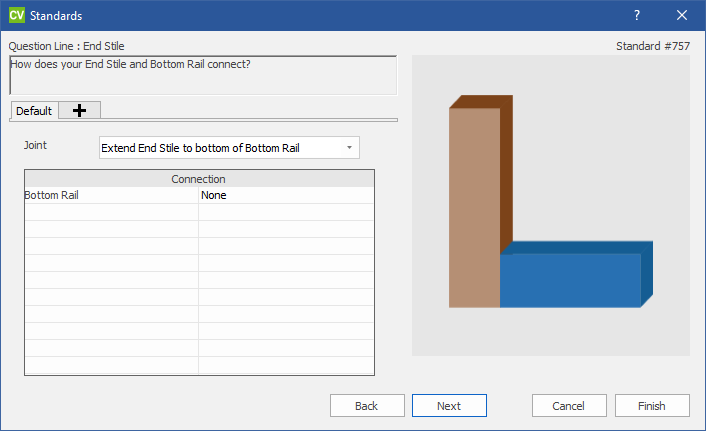 CV Standards ?
Question Line : End Stile
Standard #757
How does your End Stile and Bottom Rail connect?
Default
Joint
Extend End Stile to bottom of Bottom Rail
Connection
Bottom Rail None
Back Next Cancel Finish